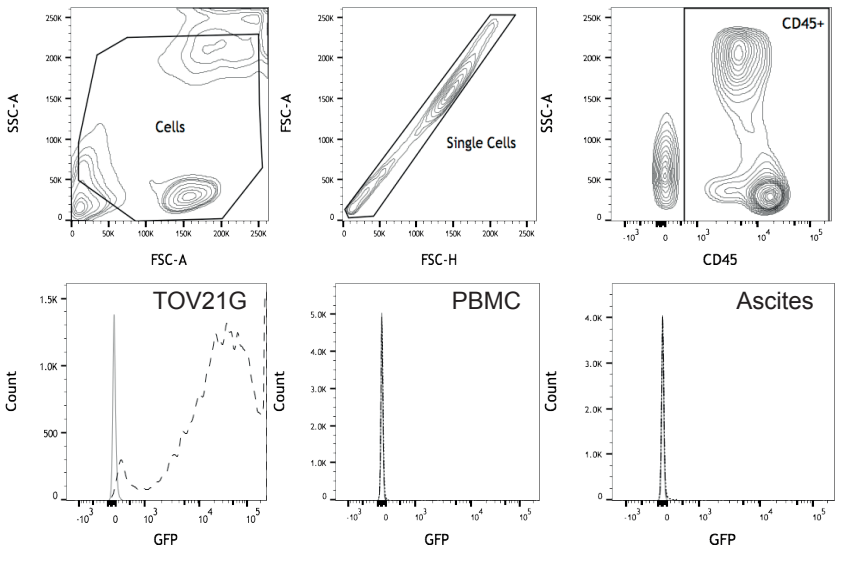 250K
200K
150K
100K
50K
0
SSC-A
Cells
0 50K 100K 150K 200K 250K
FSC-A
250K
200K
150K
100K
50K
0
FSC-A
Single Cells
0 50K 100K 150K 200K 250K
FSC-H
250K
200K
150K
100K
50K
0
SSC-A
CD45+
-10³ 0 10³ 10⁴ 10⁵
CD45
TOV21G
1.5K
1.0K
500
0
Count
-10³ 0 10³ 10⁴ 10⁵
GFP
PBMC
5.0K
4.0K
3.0K
2.0K
1.0K
0
Count
-10³ 0 10³ 10⁴ 10⁵
GFP
Ascites
4.0K
3.0K
2.0K
1.0K
0
Count
-10³ 0 10³ 10⁴ 10⁵
GFP